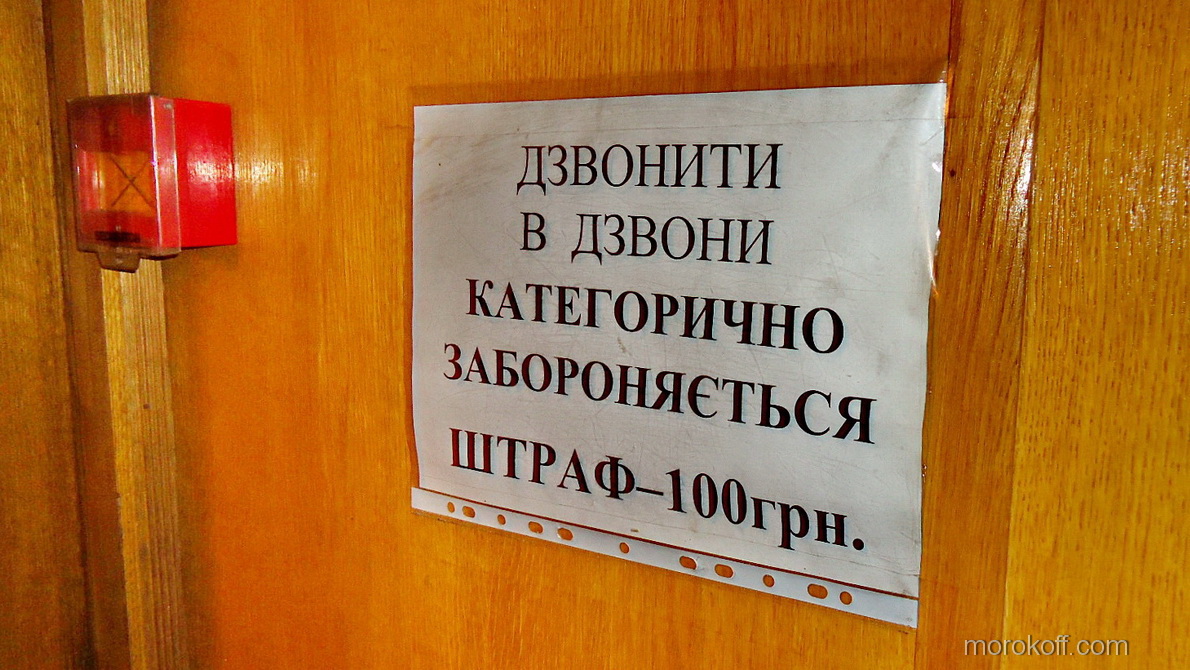 ДЗВОНИТИ
В ДЗВОНИ
КАТЕГОРИЧНО
ЗАБОРОНЯЄТЬСЯ
ШТРАФ–100грн.
morokoff.com